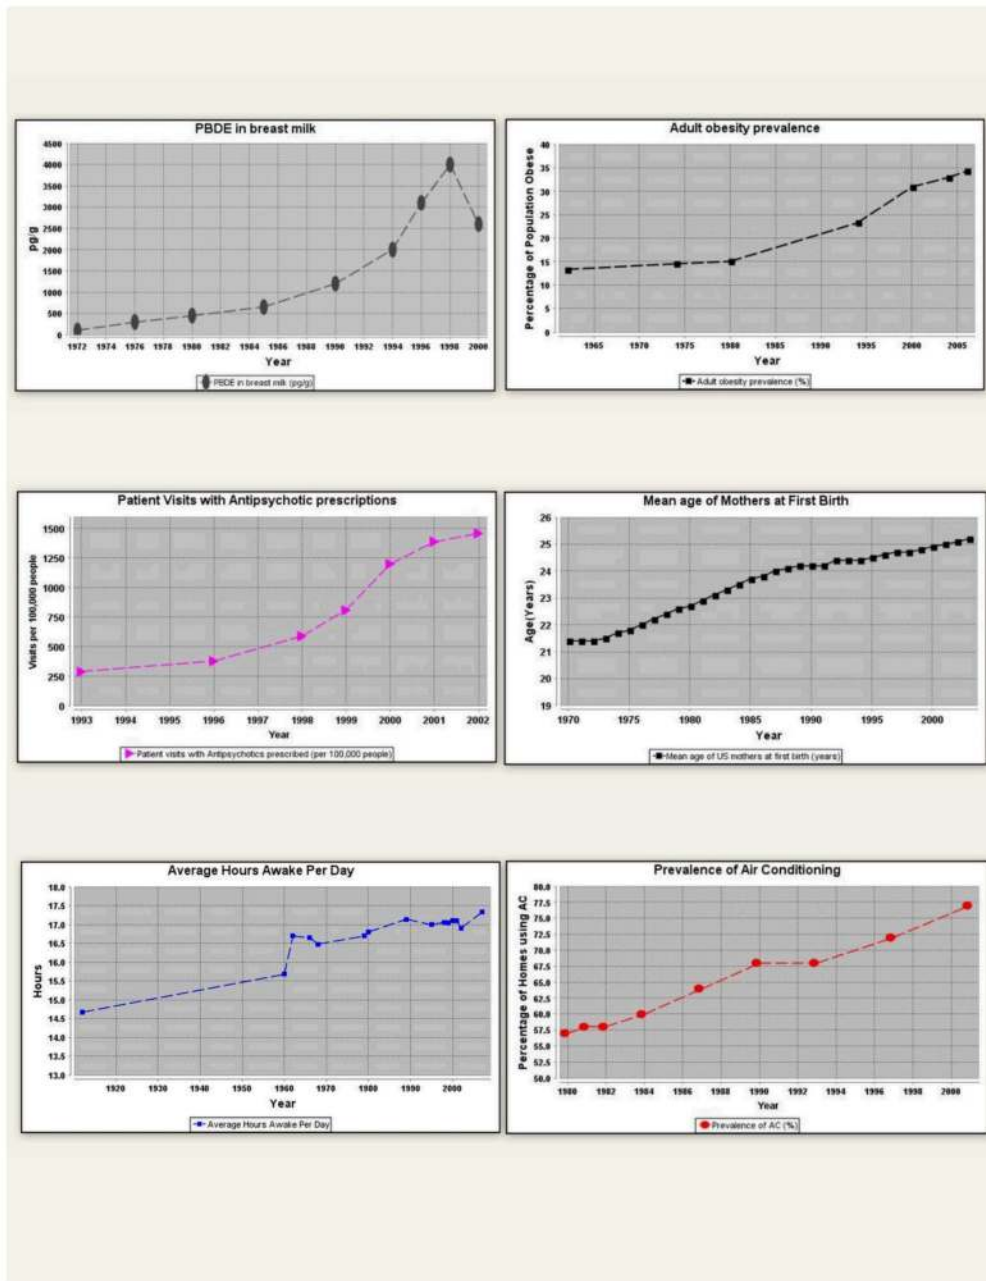 PBDE in breast milk
4500
4000
3500
3000
2500
2000
1500
1000
500
0
pg/g
1972 1974 1976 1978 1980 1982 1984 1986 1988 1990 1992 1994 1996 1998 2000
Year
PBDE in breast milk (pg/g)
Adult obesity prevalence
40
35
30
25
20
15
10
5
0
Percentage of Population Obese
1965 1970 1975 1980 1985 1990 1995 2000 2005
Year
Adult obesity prevalence (%)
Patient Visits with Antipsychotic prescriptions
1500
1250
1000
750
500
250
0
Visits per 100,000 people
1993 1994 1995 1996 1997 1998 1999 2000 2001 2002
Year
Patient visits with Antipsychotics prescribed (per 100,000 people)
Mean age of Mothers at First Birth
26
25
24
23
22
21
20
19
Age(Years)
1970 1975 1980 1985 1990 1995 2000
Year
Mean age of US mothers at first birth (years)
Average Hours Awake Per Day
18.0
17.5
17.0
16.5
16.0
15.5
15.0
14.5
14.0
13.5
13.0
Hours
1920 1930 1940 1950 1960 1970 1980 1990 2000
Year
Average Hours Awake Per Day
Prevalence of Air Conditioning
80.0
77.5
75.0
72.5
70.0
67.5
65.0
62.5
60.0
57.5
55.0
52.5
50.0
Percentage of Homes using AC
1980 1982 1984 1986 1988 1990 1992 1994 1996 1998 2000
Year
Prevalence of AC (%)